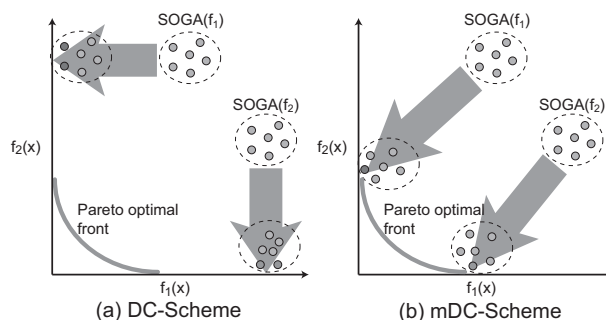 SOGA(f₁)
SOGA(f₂)
f₂(x)
Pareto optimal
front
f₁(x)
(a) DC-Scheme
SOGA(f₁)
SOGA(f₂)
f₂(x)
Pareto optimal
front
f₁(x)
(b) mDC-Scheme